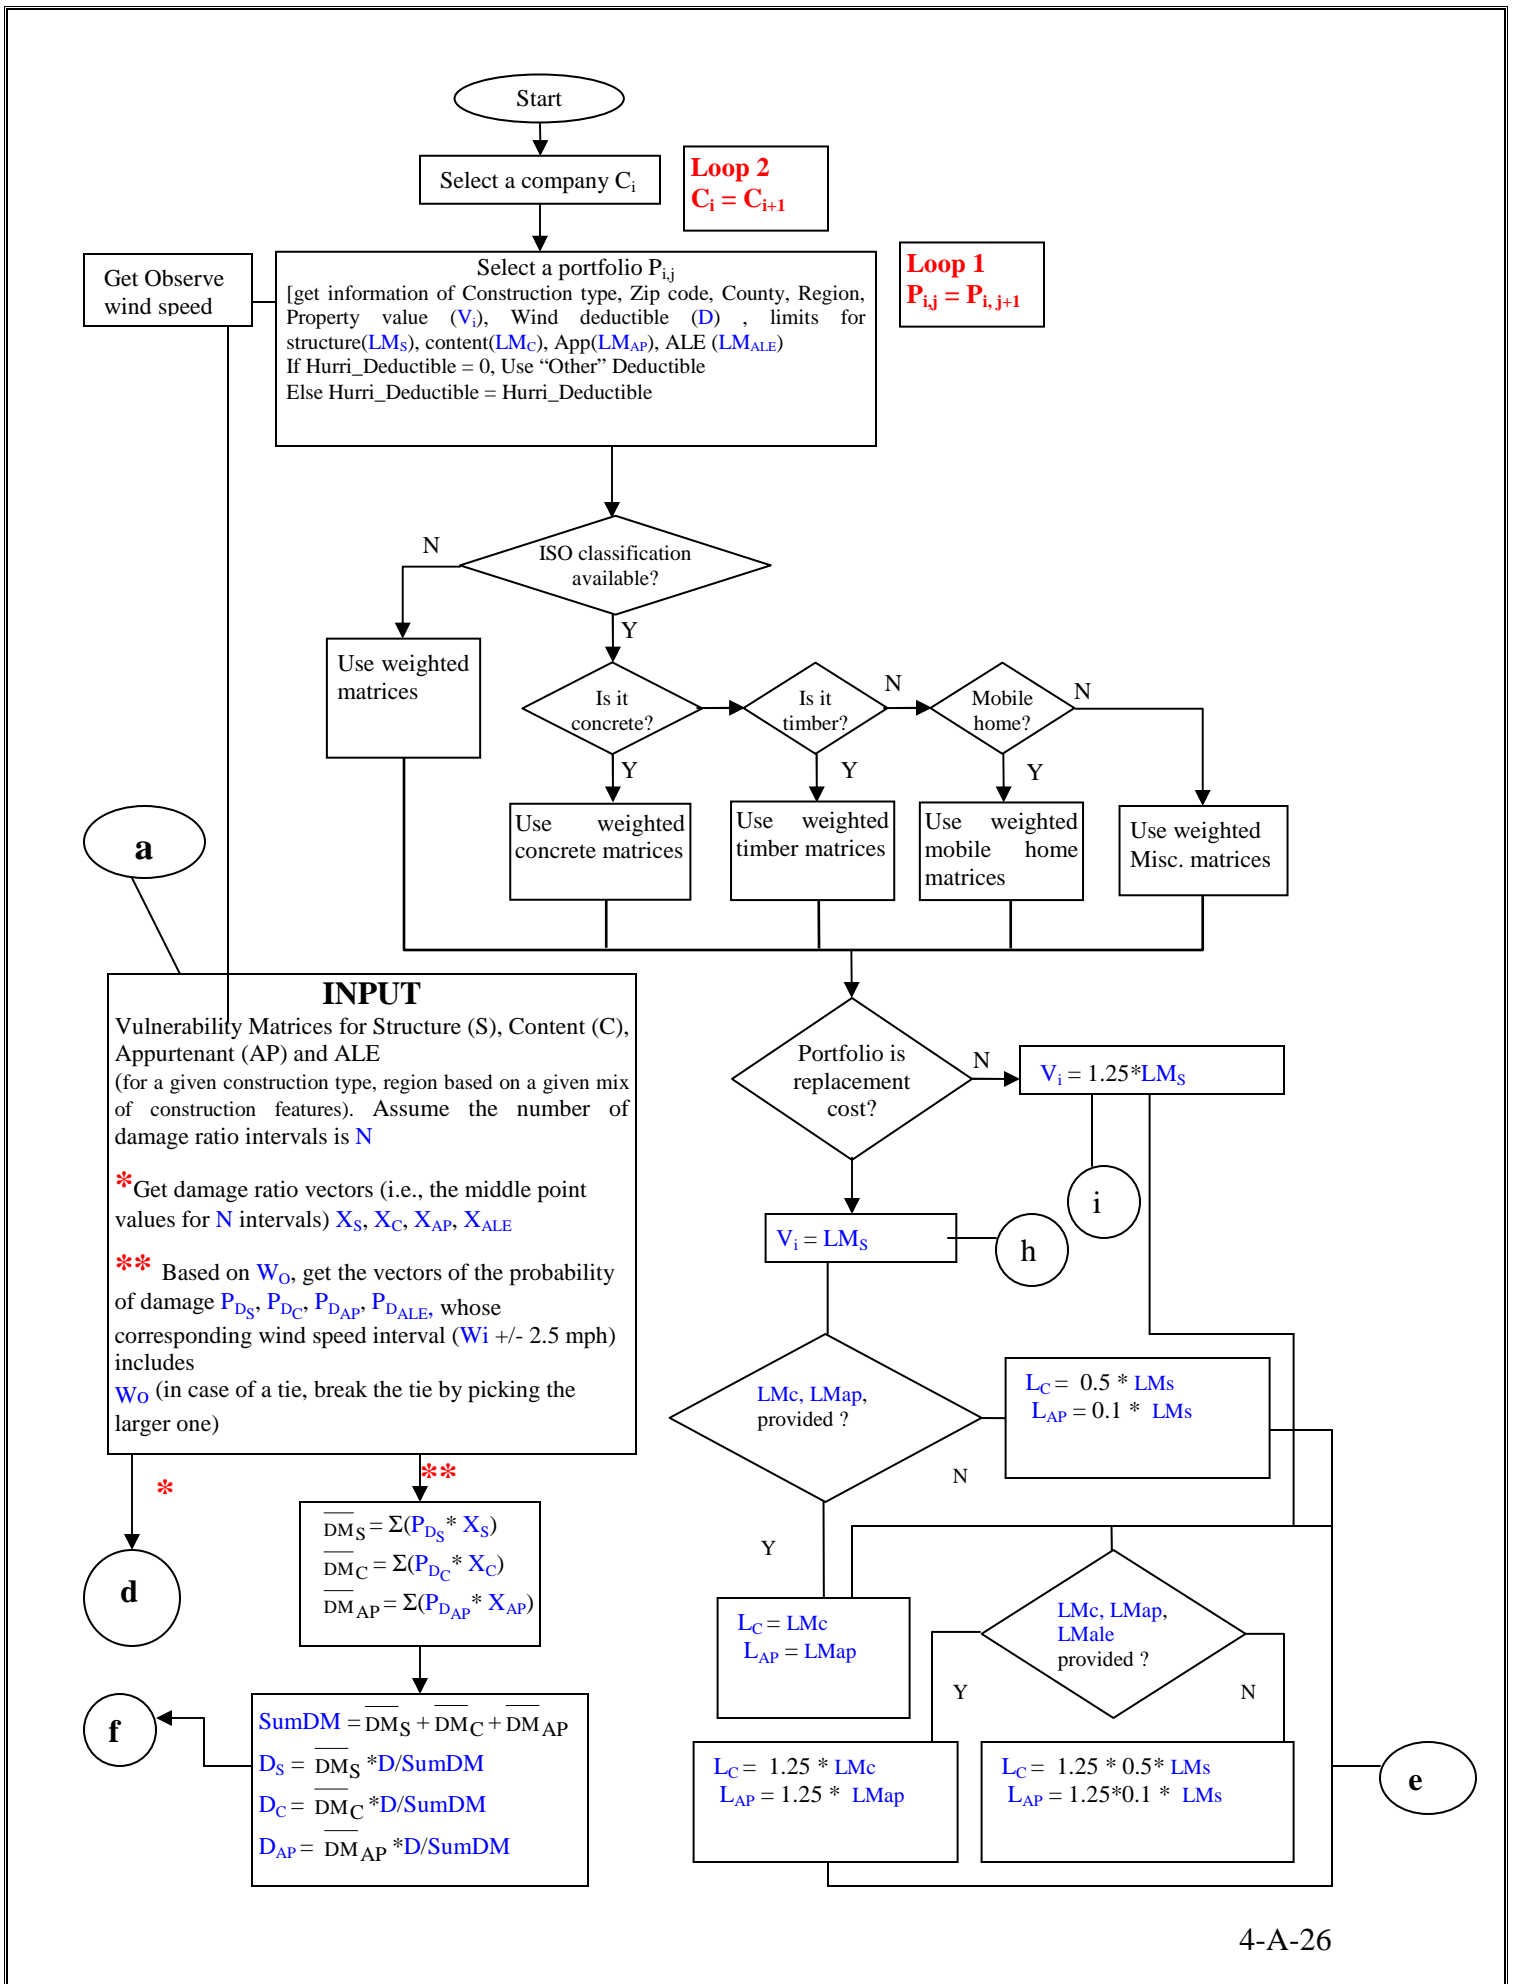 Start
Select a company Ci
Loop 2
Ci = Ci+1
Get Observe
wind speed
Select a portfolio Pi,j
[get information of Construction type, Zip code, County, Region,
Property value (Vi), Wind deductible (D) , limits for
structure(LMS), content(LMC), App(LMAP), ALE (LMALE)
If Hurri_Deductible = 0, Use “Other” Deductible
Else Hurri_Deductible = Hurri_Deductible
Loop 1
Pi,j = Pi, j+1
ISO classification
available?
N
Y
Use weighted
matrices
Is it
concrete?
Is it
timber?
N
Mobile
home?
N
Y
Y
Y
Use weighted
concrete matrices
Use weighted
timber matrices
Use weighted
mobile home
matrices
Use weighted
Misc. matrices
a
INPUT
Vulnerability Matrices for Structure (S), Content (C),
Appurtenant (AP) and ALE
(for a given construction type, region based on a given mix
of construction features). Assume the number of
damage ratio intervals is N
*Get damage ratio vectors (i.e., the middle point
values for N intervals) XS, XC, XAP, XALE
** Based on WO, get the vectors of the probability
of damage PDS, PDC, PDAP, PDALE, whose
corresponding wind speed interval (Wi +/- 2.5 mph)
includes
Wo (in case of a tie, break the tie by picking the
larger one)
*
**
d
DMS = Σ(PDS* XS)
DMC = Σ(PDC* XC)
DMAP = Σ(PDAP* XAP)
f
SumDM = DMS + DMC + DMAP
DS = DMS *D/SumDM
DC = DMC *D/SumDM
DAP = DMAP *D/SumDM
Portfolio is
replacement
cost?
N
Vi = 1.25*LMS
i
Vi = LMS
h
LMc, LMap,
provided ?
N
Y
LC = 0.5 * LMs
LAP = 0.1 * LMs
LC = LMc
LAP = LMap
LMc, LMap,
LMale
provided ?
Y
N
LC = 1.25 * LMc
LAP = 1.25 * LMap
LC = 1.25 * 0.5* LMs
LAP = 1.25*0.1 * LMs
e
4-A-26